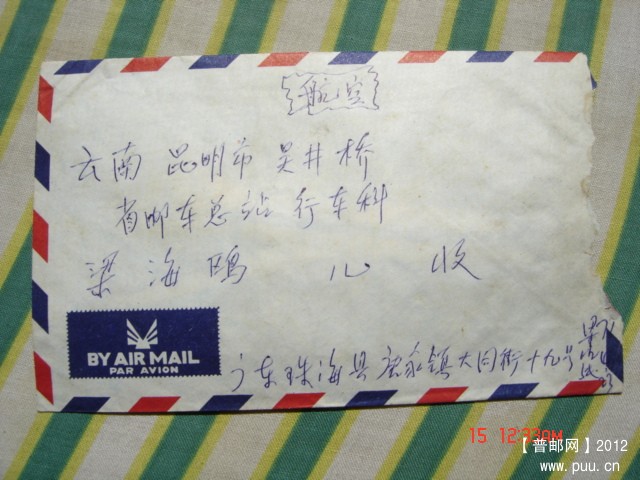 航空
云南 昆明市 吴井桥
省邮车总站 行车科
梁海鸥 儿 收
BY AIR MAIL
PAR AVION
广东珠海县唐家镇大同街十九号
15 12:33AM
【普邮网】2012
www.puu.cn